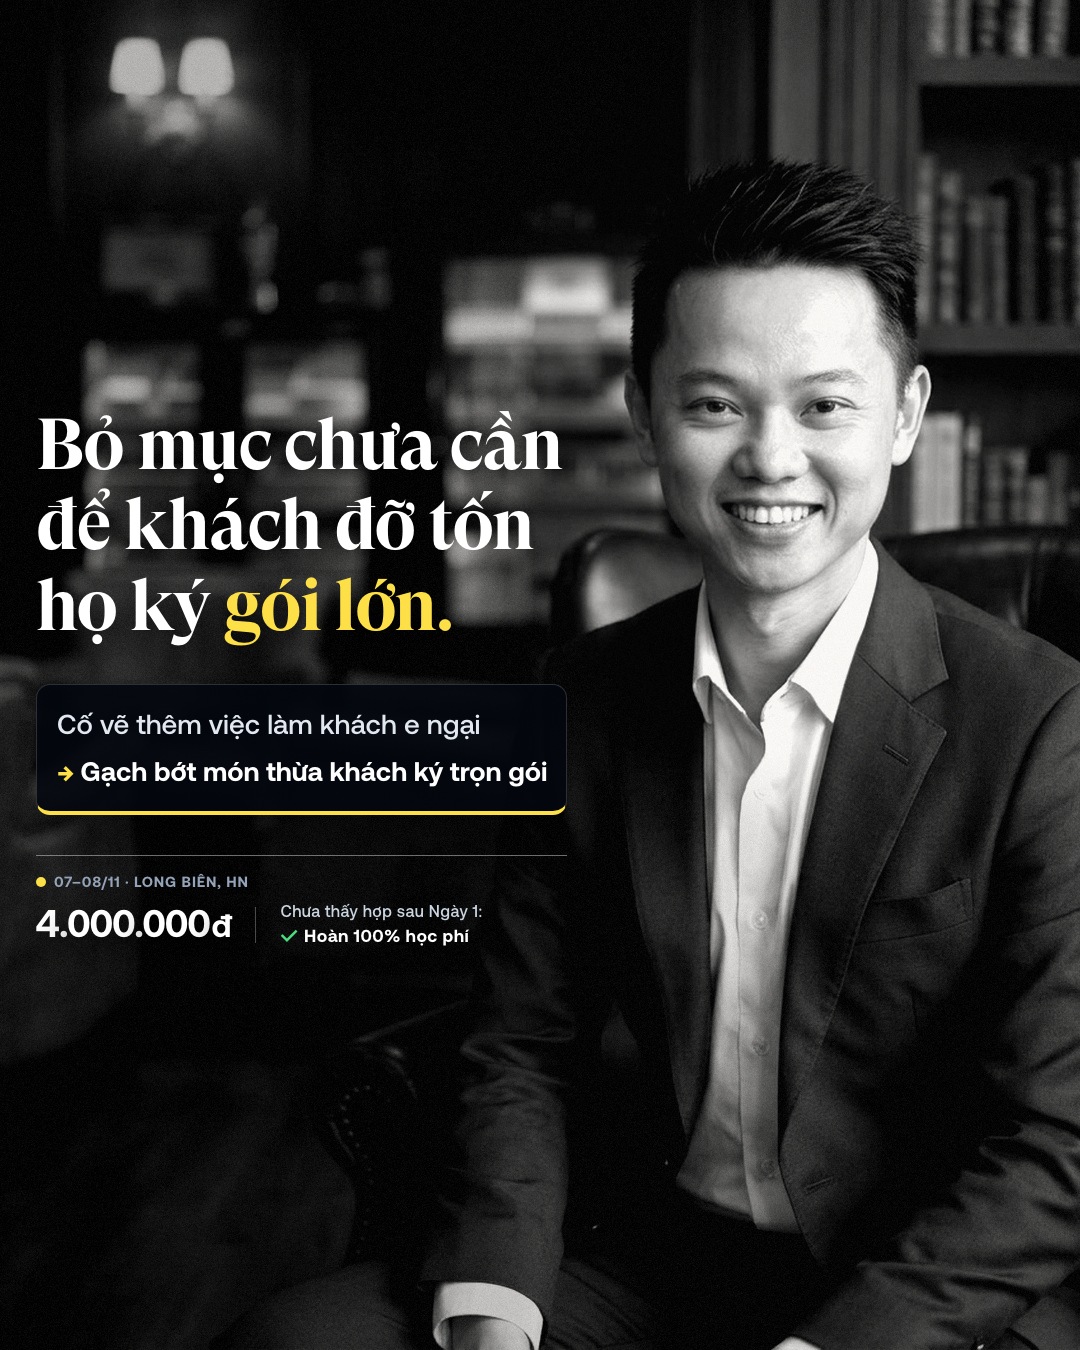 Bỏ mục chưa cần
để khách đỡ tốn
họ ký gói lớn.
Cố vẽ thêm việc làm khách e ngại
→ Gạch bớt món thừa khách ký trọn gói
07–08/11 · LONG BIÊN, HN
4.000.000đ
Chưa thấy hợp sau Ngày 1:
✓ Hoàn 100% học phí